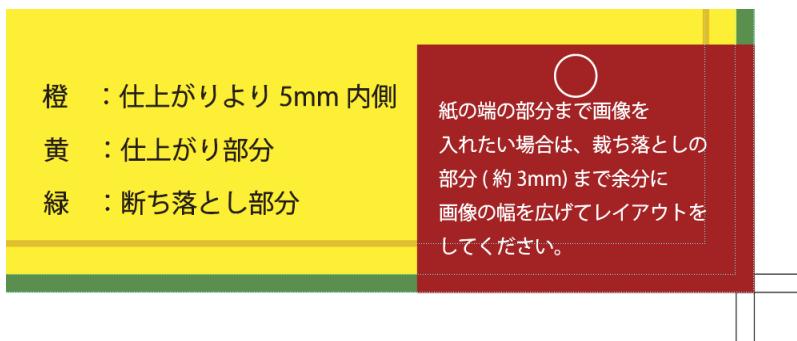 橙　：仕上がりより 5mm 内側
黄　：仕上がり部分
緑　：断ち落とし部分
紙の端の部分まで画像を
入れたい場合は、裁ち落としの
部分 ( 約 3mm) まで余分に
画像の幅を広げてレイアウトを
してください。